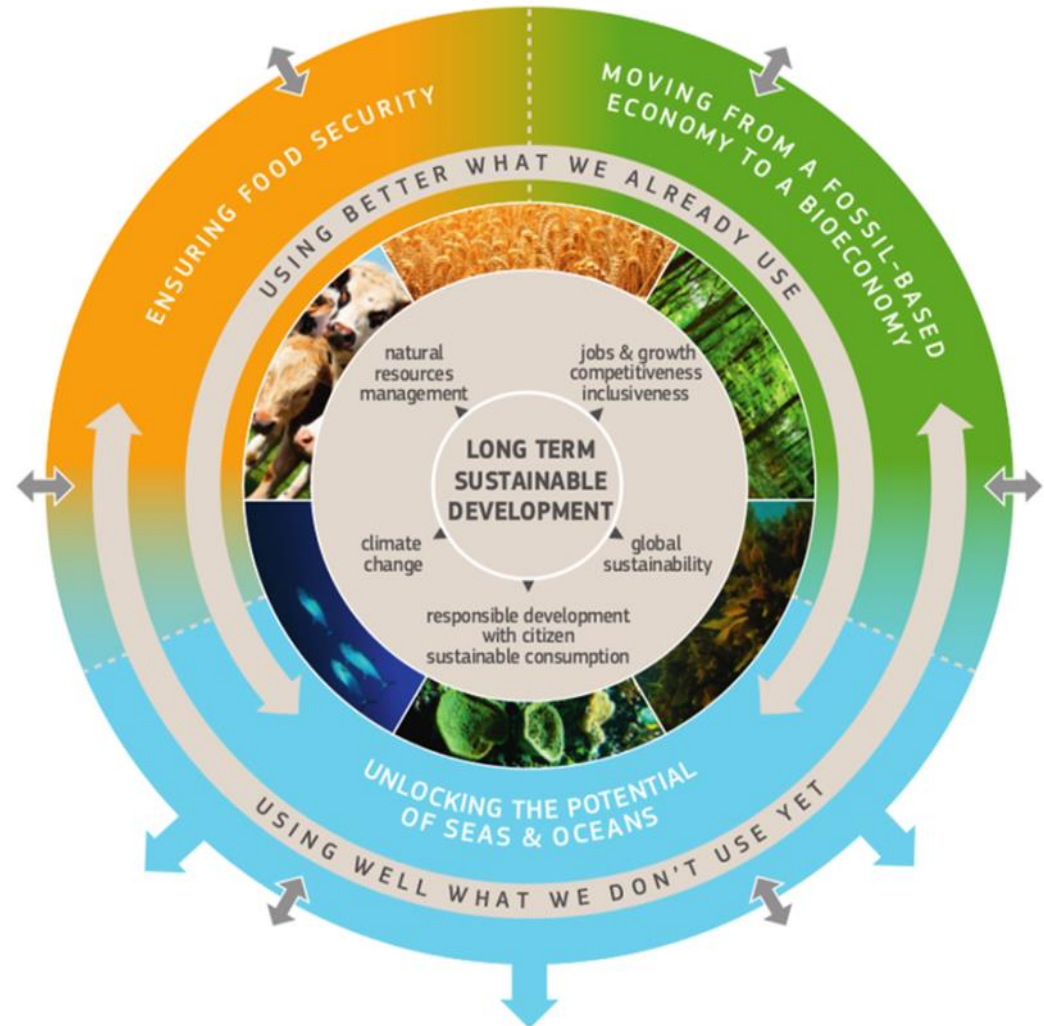 ENSURING FOOD SECURITY
MOVING FROM A FOSSIL-BASED
ECONOMY TO A BIOECONOMY
USING BETTER WHAT WE ALREADY USE
natural
resources
management
jobs & growth
competitiveness
inclusiveness
LONG TERM
SUSTAINABLE
DEVELOPMENT
climate
change
global
sustainability
responsible development
with citizen
sustainable consumption
UNLOCKING THE POTENTIAL
OF SEAS & OCEANS
USING WELL WHAT WE DON'T USE YET